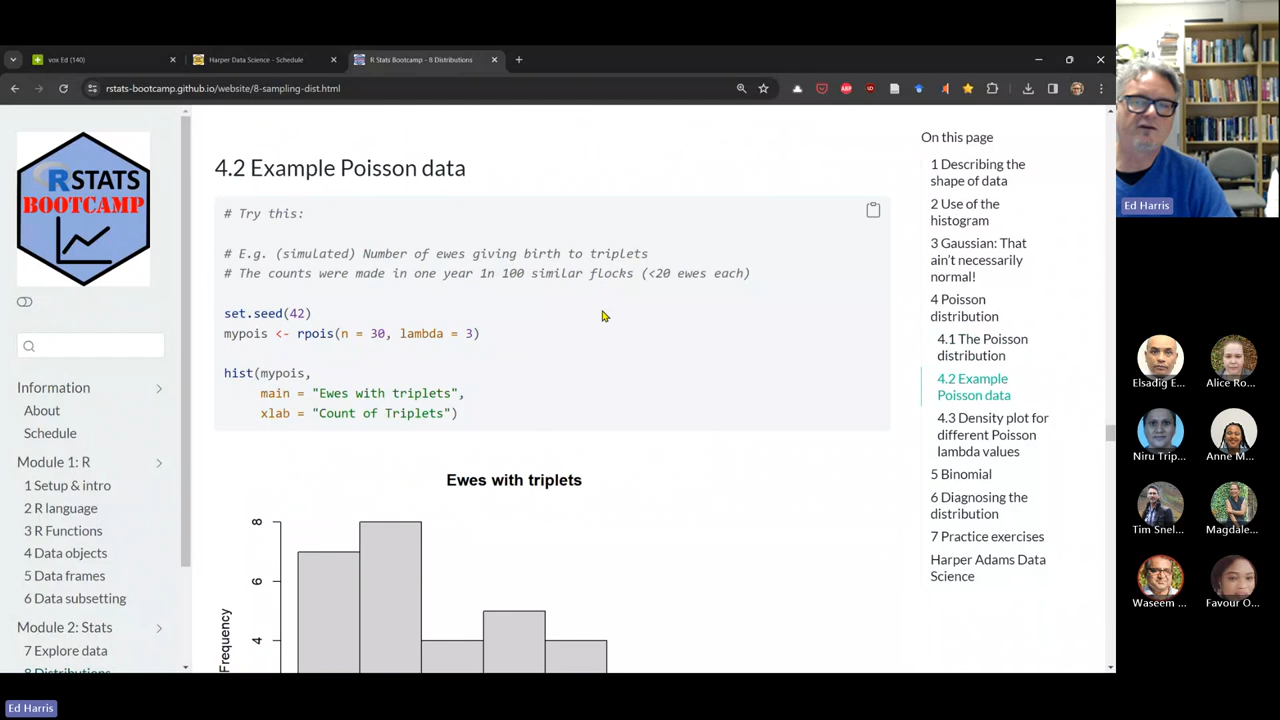 vox Ed (140)
Harper Data Science - Schedule
R Stats Bootcamp - 8 Distributions
rstats-bootcamp.github.io/website/8-sampling-dist.html
RSTATS
BOOTCAMP
Information
About
Schedule
Module 1: R
1 Setup & intro
2 R language
3 R Functions
4 Data objects
5 Data frames
6 Data subsetting
Module 2: Stats
7 Explore data
8 Distributions
4.2 Example Poisson data
# Try this:
# E.g. (simulated) Number of ewes giving birth to triplets
# The counts were made in one year 1n 100 similar flocks (<20 ewes each)
set.seed(42)
mypois <- rpois(n = 30, lambda = 3)
hist(mypois,
main = "Ewes with triplets",
xlab = "Count of Triplets")
Ewes with triplets
8
6
4
Frequency
On this page
1 Describing the
shape of data
2 Use of the
histogram
3 Gaussian: That
ain't necessarily
normal!
4 Poisson
distribution
4.1 The Poisson
distribution
4.2 Example
Poisson data
4.3 Density plot for
different Poisson
lambda values
5 Binomial
6 Diagnosing the
distribution
7 Practice exercises
Harper Adams Data
Science
Ed Harris
Elsadig E...
Alice Ro...
Niru Trip...
Anne M...
Tim Snel...
Magdale...
Waseem ...
Favour O...
Ed Harris